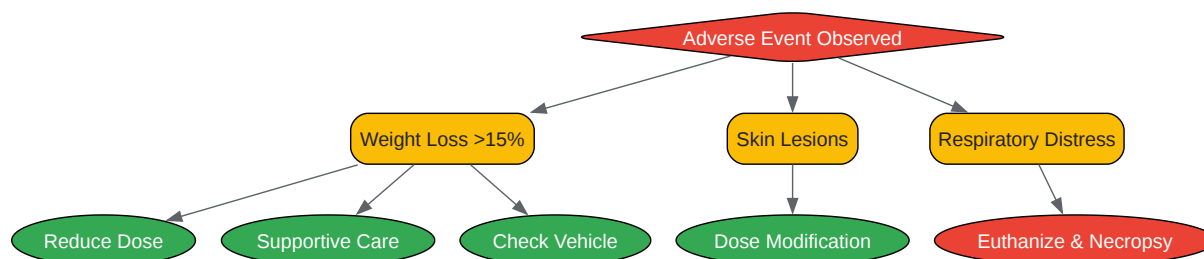 Adverse Event Observed
Weight Loss >15%
Skin Lesions
Respiratory Distress
Reduce Dose
Supportive Care
Check Vehicle
Dose Modification
Euthanize & Necropsy